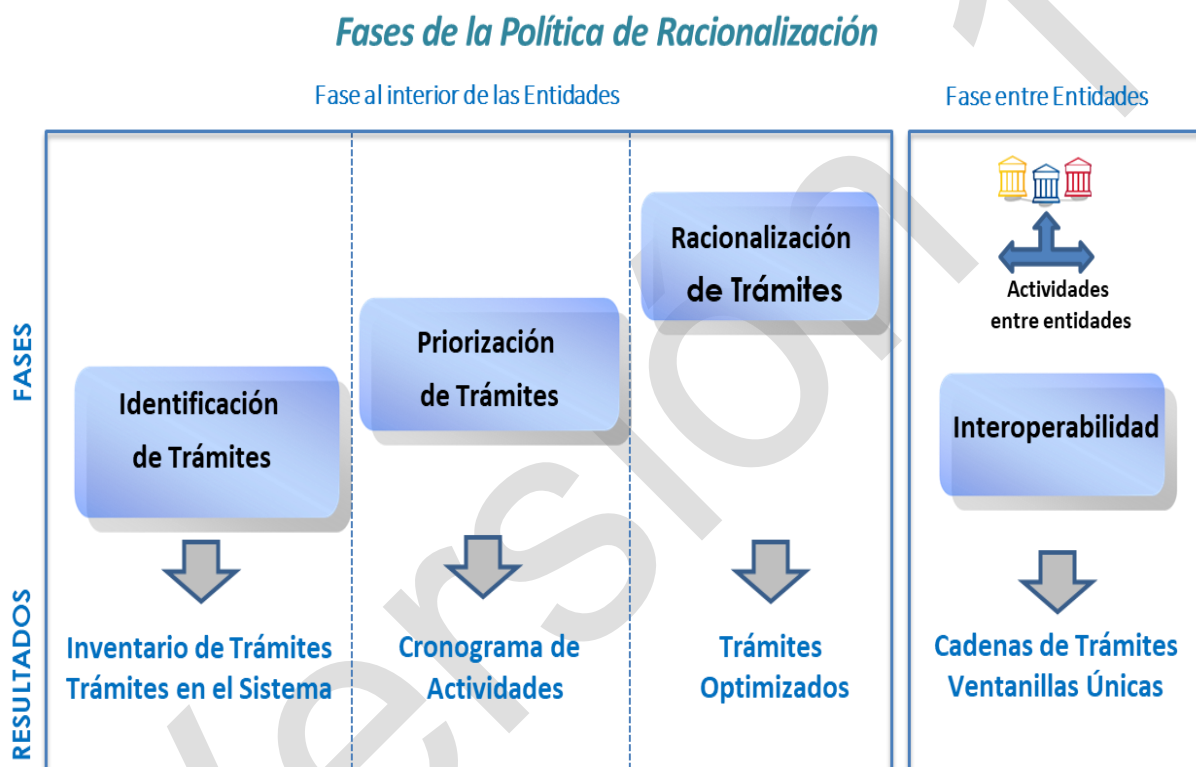 Fases de la Política de Racionalización
Fase al interior de las Entidades
Fase entre Entidades
FASES
Identificación
de Trámites
Priorización
de Trámites
Racionalización
de Trámites
Actividades
entre entidades
Interoperabilidad
RESULTADOS
Inventario de Trámites
Trámites en el Sistema
Cronograma de
Actividades
Trámites
Optimizados
Cadenas de Trámites
Ventanillas Únicas
Versión 1